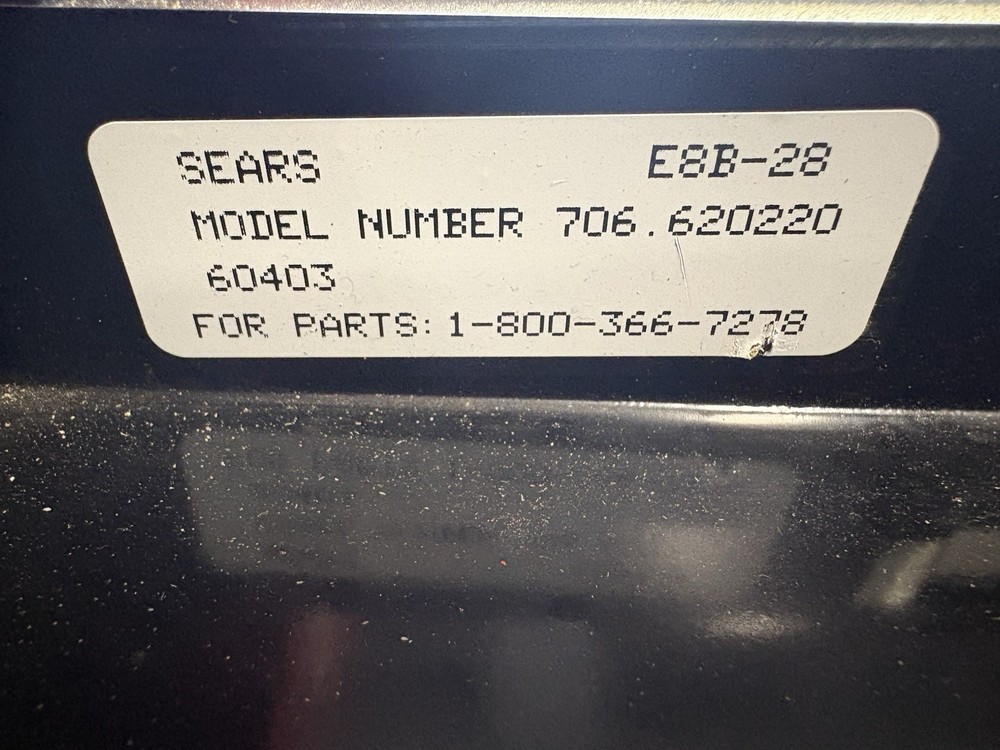 SEARS E8B-28
MODEL NUMBER 706.620220
60403
FOR PARTS: 1-800-366-7278